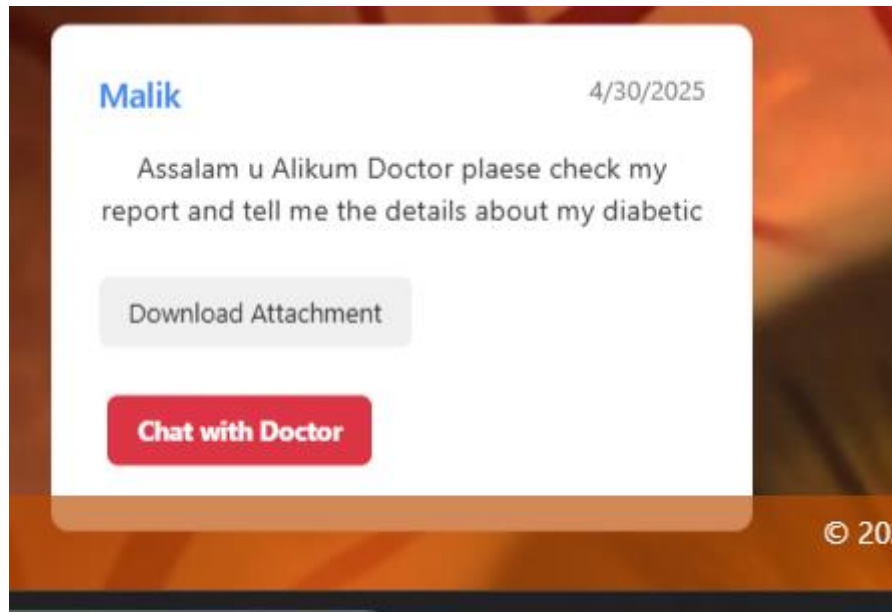 Malik
4/30/2025
Assalam u Alikum Doctor plaese check my
report and tell me the details about my diabetic
Download Attachment
Chat with Doctor
©